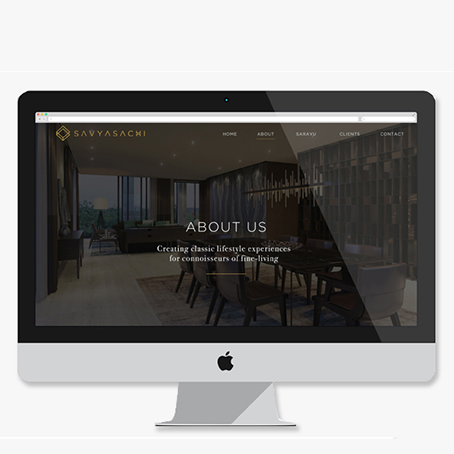 SAVYASACHI
HOME ABOUT SARAYU CLIENTS CONTACT
ABOUT US
Creating classic lifestyle experiences
for connoisseurs of fine-living